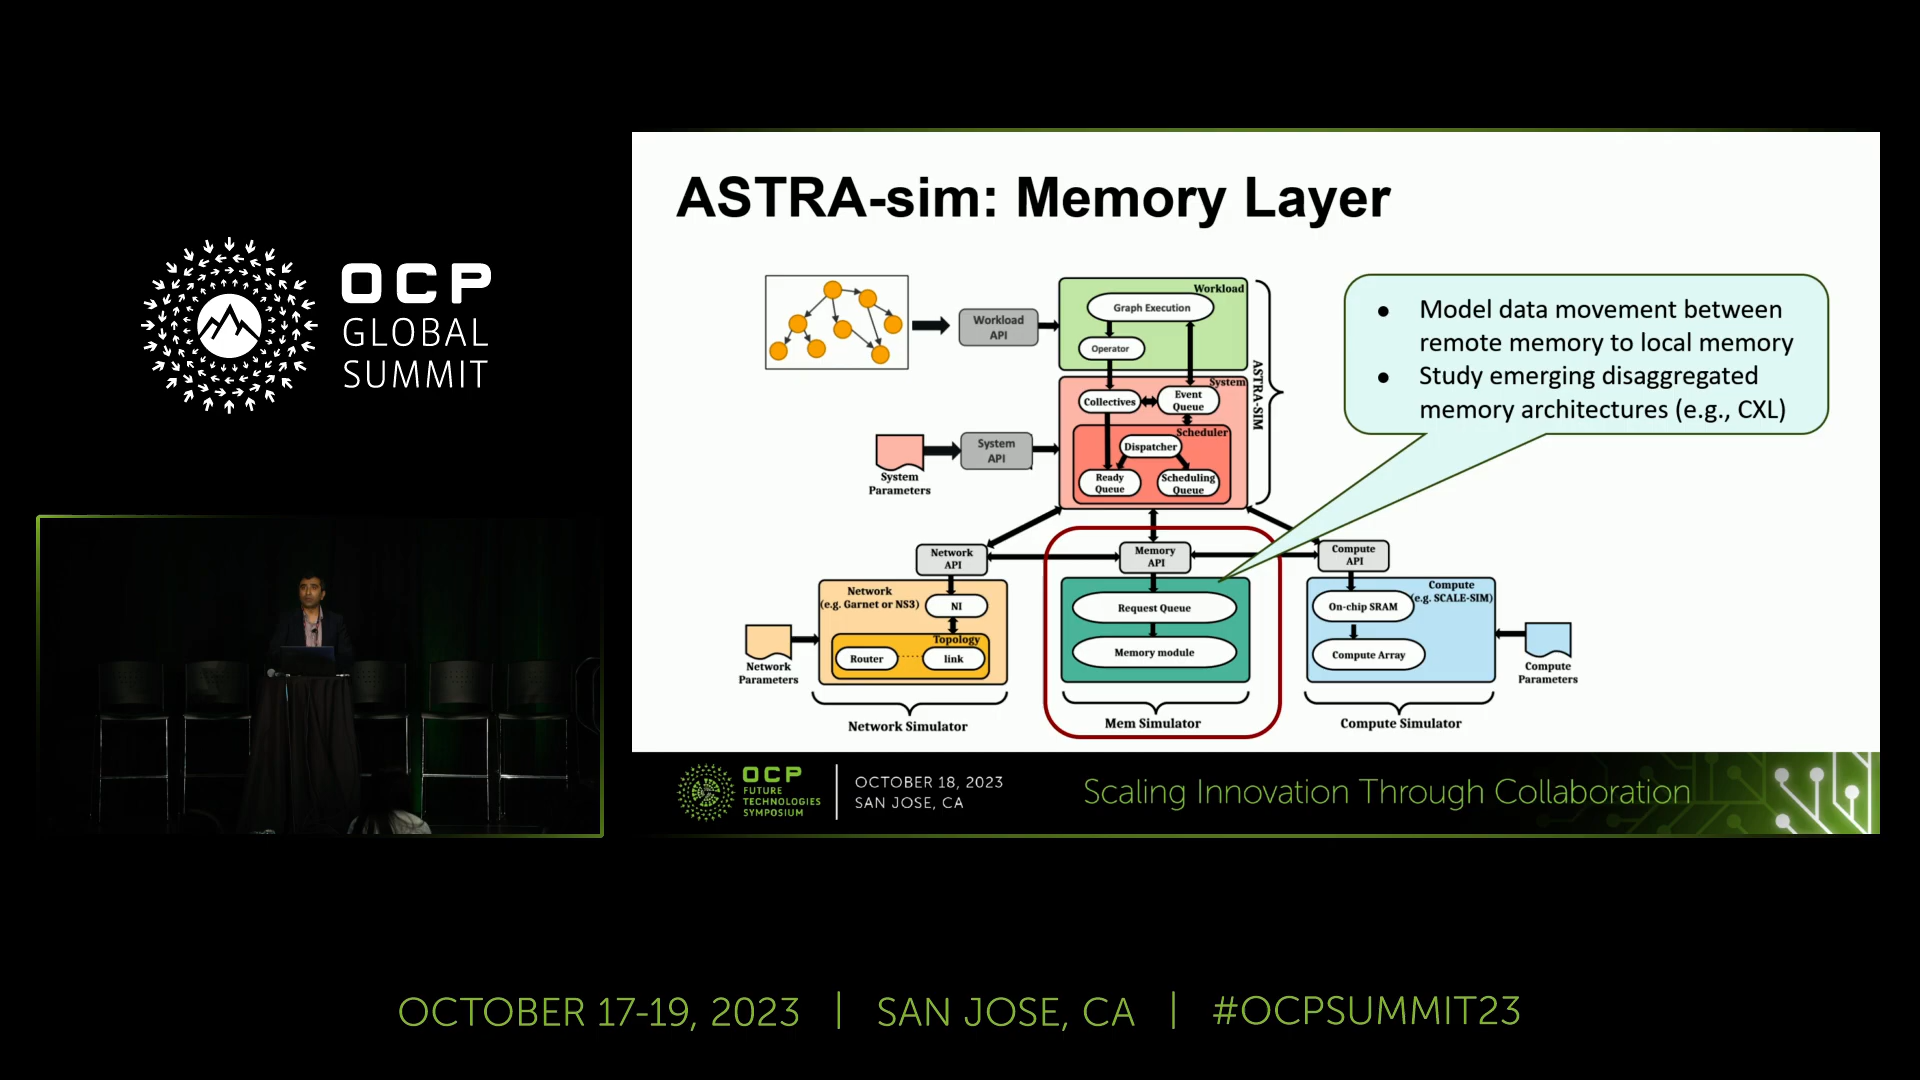 OCP
GLOBAL
SUMMIT
ASTRA-sim: Memory Layer
Workload
API
Workload
Graph Execution
Operator
System
Collectives
Event
Queue
Scheduler
Dispatcher
Ready
Queue
Scheduling
Queue
ASTRA-SIM
System
API
System
Parameters
● Model data movement between
remote memory to local memory
● Study emerging disaggregated
memory architectures (e.g., CXL)
Network
API
Memory
API
Compute
API
Network
(e.g. Garnet or NS3)
NI
Topology
Router
link
Network
Parameters
Network Simulator
Request Queue
Memory module
Mem Simulator
Compute
(e.g. SCALE-SIM)
On-chip SRAM
Compute Array
Compute
Parameters
Compute Simulator
OCP
FUTURE
TECHNOLOGIES
SYMPOSIUM
OCTOBER 18, 2023
SAN JOSE, CA
Scaling Innovation Through Collaboration
OCTOBER 17-19, 2023 | SAN JOSE, CA | #OCPSUMMIT23